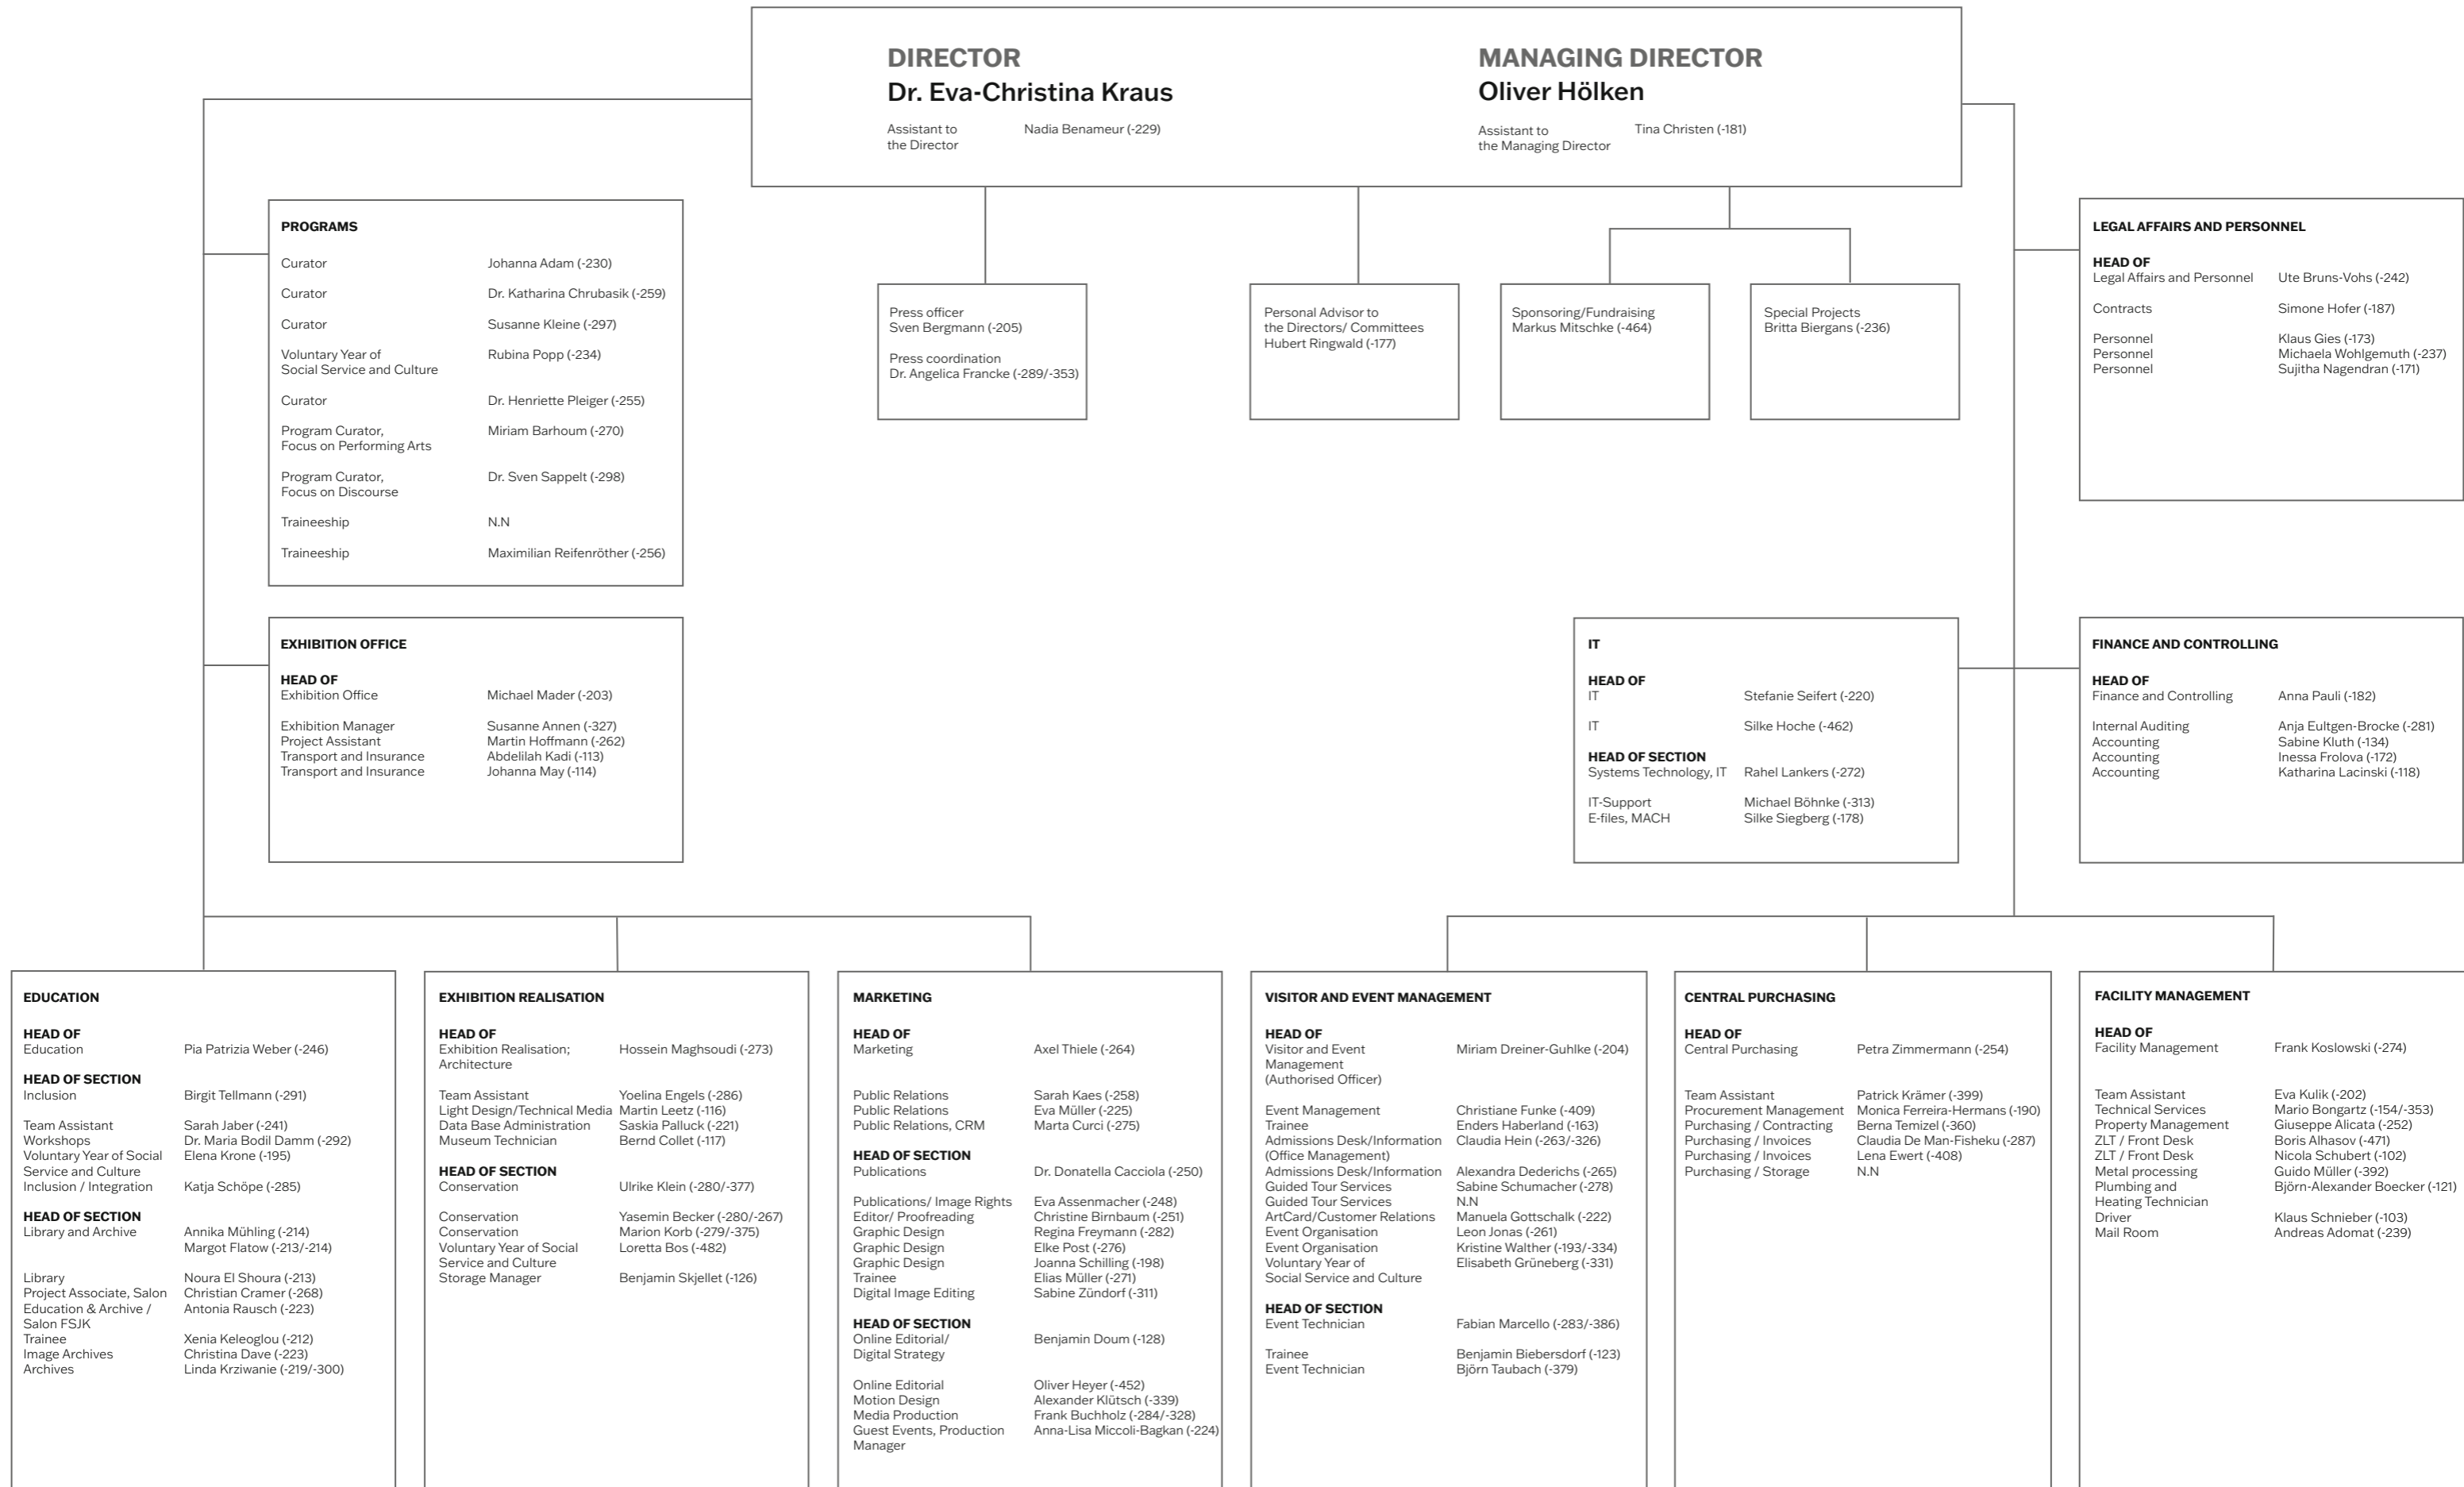 DIRECTOR
Dr. Eva-Christina Kraus
Assistant to Nadia Benameur (-229)
the Director
MANAGING DIRECTOR
Oliver Hölken
Assistant to Tina Christen (-181)
the Managing Director
PROGRAMS
Curator Johanna Adam (-230)
Curator Dr. Katharina Chrubasik (-259)
Curator Susanne Kleine (-297)
Voluntary Year of Rubina Popp (-234)
Social Service and Culture
Curator Dr. Henriette Pleiger (-255)
Program Curator, Miriam Barhoum (-270)
Focus on Performing Arts
Program Curator, Dr. Sven Sappelt (-298)
Focus on Discourse
Traineeship N.N
Traineeship Maximilian Reifenröther (-256)
Press officer
Sven Bergmann (-205)
Press coordination
Dr. Angelica Francke (-289/-353)
Personal Advisor to
the Directors/ Committees
Hubert Ringwald (-177)
Sponsoring/Fundraising
Markus Mitschke (-464)
Special Projects
Britta Biergans (-236)
LEGAL AFFAIRS AND PERSONNEL
HEAD OF
Legal Affairs and Personnel Ute Bruns-Vohs (-242)
Contracts Simone Hofer (-187)
Personnel Klaus Gies (-173)
Personnel Michaela Wohlgemuth (-237)
Personnel Sujitha Nagendran (-171)
EXHIBITION OFFICE
HEAD OF
Exhibition Office Michael Mader (-203)
Exhibition Manager Susanne Annen (-327)
Project Assistant Martin Hoffmann (-262)
Transport and Insurance Abdelilah Kadi (-113)
Transport and Insurance Johanna May (-114)
IT
HEAD OF
IT Stefanie Seifert (-220)
IT Silke Hoche (-462)
HEAD OF SECTION
Systems Technology, IT Rahel Lankers (-272)
IT-Support Michael Böhnke (-313)
E-files, MACH Silke Siegberg (-178)
FINANCE AND CONTROLLING
HEAD OF
Finance and Controlling Anna Pauli (-182)
Internal Auditing Anja Eultgen-Brocke (-281)
Accounting Sabine Kluth (-134)
Accounting Inessa Frolova (-172)
Accounting Katharina Lacinski (-118)
EDUCATION
HEAD OF
Education Pia Patrizia Weber (-246)
HEAD OF SECTION
Inclusion Birgit Tellmann (-291)
Team Assistant Sarah Jaber (-241)
Workshops Dr. Maria Bodil Damm (-292)
Voluntary Year of Social Elena Krone (-195)
Service and Culture
Inclusion / Integration Katja Schöpe (-285)
HEAD OF SECTION
Library and Archive Annika Mühling (-214)
Margot Flatow (-213/-214)
Library Noura El Shoura (-213)
Project Associate, Salon Christian Cramer (-268)
Education & Archive / Antonia Rausch (-223)
Salon FSJK
Trainee Xenia Keleoglou (-212)
Image Archives Christina Dave (-223)
Archives Linda Krziwanie (-219/-300)
EXHIBITION REALISATION
HEAD OF
Exhibition Realisation; Hossein Maghsoudi (-273)
Architecture
Team Assistant Yoelina Engels (-286)
Light Design/Technical Media Martin Leetz (-116)
Data Base Administration Saskia Palluck (-221)
Museum Technician Bernd Collet (-117)
HEAD OF SECTION
Conservation Ulrike Klein (-280/-377)
Conservation Yasemin Becker (-280/-267)
Conservation Marion Korb (-279/-375)
Voluntary Year of Social Loretta Bos (-482)
Service and Culture
Storage Manager Benjamin Skjellet (-126)
MARKETING
HEAD OF
Marketing Axel Thiele (-264)
Public Relations Sarah Kaes (-258)
Public Relations Eva Müller (-225)
Public Relations, CRM Marta Curci (-275)
HEAD OF SECTION
Publications Dr. Donatella Cacciola (-250)
Publications/ Image Rights Eva Assenmacher (-248)
Editor/ Proofreading Christine Birnbaum (-251)
Graphic Design Regina Freymann (-282)
Graphic Design Elke Post (-276)
Graphic Design Joanna Schilling (-198)
Trainee Elias Müller (-271)
Digital Image Editing Sabine Zündorf (-311)
HEAD OF SECTION
Online Editorial/ Benjamin Doum (-128)
Digital Strategy
Online Editorial Oliver Heyer (-452)
Motion Design Alexander Klütsch (-339)
Media Production Frank Buchholz (-284/-328)
Guest Events, Production Anna-Lisa Miccoli-Bagkan (-224)
Manager
VISITOR AND EVENT MANAGEMENT
HEAD OF
Visitor and Event Miriam Dreiner-Guhlke (-204)
Management
(Authorised Officer)
Event Management Christiane Funke (-409)
Trainee Enders Haberland (-163)
Admissions Desk/Information Claudia Hein (-263/-326)
(Office Management)
Admissions Desk/Information Alexandra Dederichs (-265)
Guided Tour Services Sabine Schumacher (-278)
Guided Tour Services N.N
ArtCard/Customer Relations Manuela Gottschalk (-222)
Event Organisation Leon Jonas (-261)
Event Organisation Kristine Walther (-193/-334)
Voluntary Year of Elisabeth Grüneberg (-331)
Social Service and Culture
HEAD OF SECTION
Event Technician Fabian Marcello (-283/-386)
Trainee Benjamin Biebersdorf (-123)
Event Technician Björn Taubach (-379)
CENTRAL PURCHASING
HEAD OF
Central Purchasing Petra Zimmermann (-254)
Team Assistant Patrick Krämer (-399)
Procurement Management Monica Ferreira-Hermans (-190)
Purchasing / Contracting Berna Temizel (-360)
Purchasing / Invoices Claudia De Man-Fisheku (-287)
Purchasing / Invoices Lena Ewert (-408)
Purchasing / Storage N.N
FACILITY MANAGEMENT
HEAD OF
Facility Management Frank Koslowski (-274)
Team Assistant Eva Kulik (-202)
Technical Services Mario Bongartz (-154/-353)
Property Management Giuseppe Alicata (-252)
ZLT / Front Desk Boris Alhasov (-471)
ZLT / Front Desk Nicola Schubert (-102)
Metal processing Guido Müller (-392)
Plumbing and Björn-Alexander Boecker (-121)
Heating Technician
Driver Klaus Schnieber (-103)
Mail Room Andreas Adomat (-239)